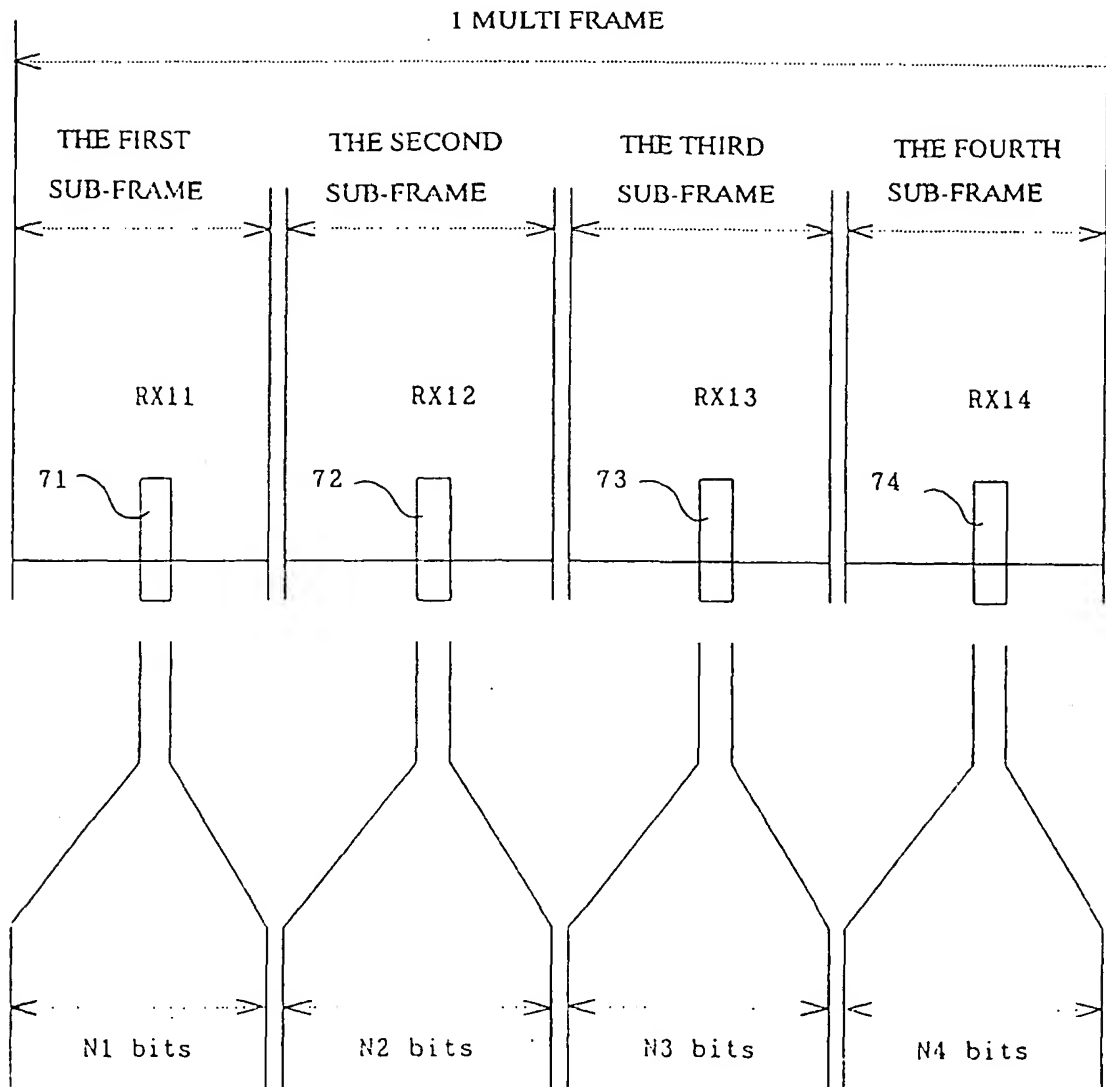 1 MULTI FRAME
THE FIRST
SUB-FRAME
THE SECOND
SUB-FRAME
THE THIRD
SUB-FRAME
THE FOURTH
SUB-FRAME
RX11
RX12
RX13
RX14
71
72
73
74
N1 bits
N2 bits
N3 bits
N4 bits